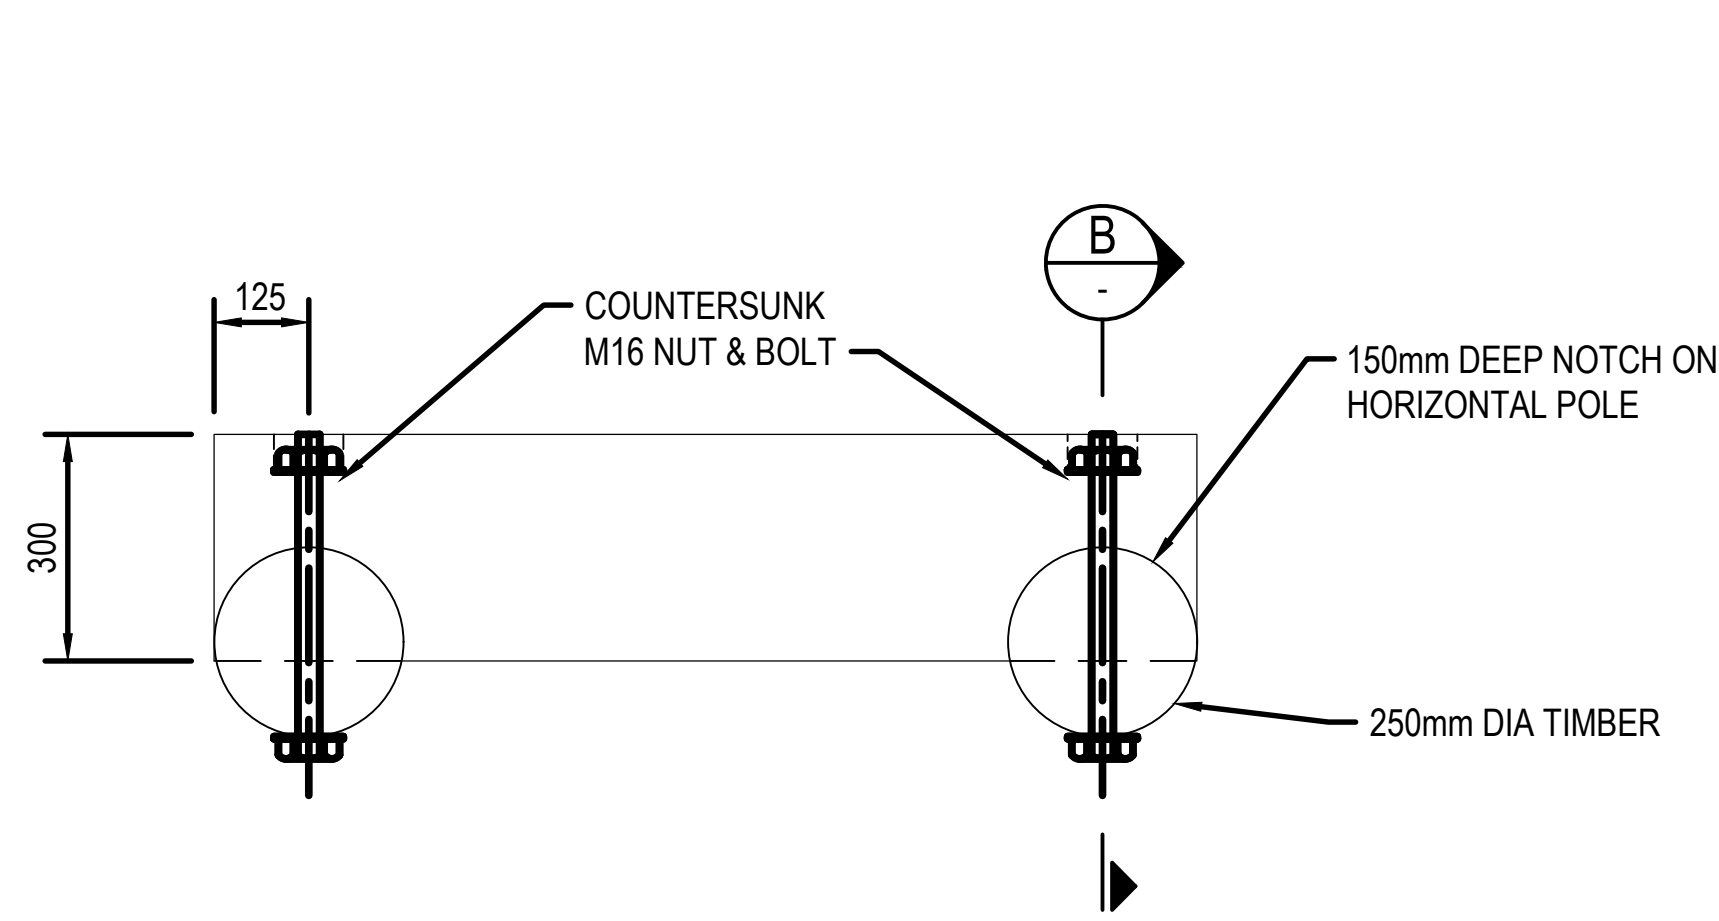 B
-
125
COUNTERSUNK
M16 NUT & BOLT
150mm DEEP NOTCH ON
HORIZONTAL POLE
300
250mm DIA TIMBER